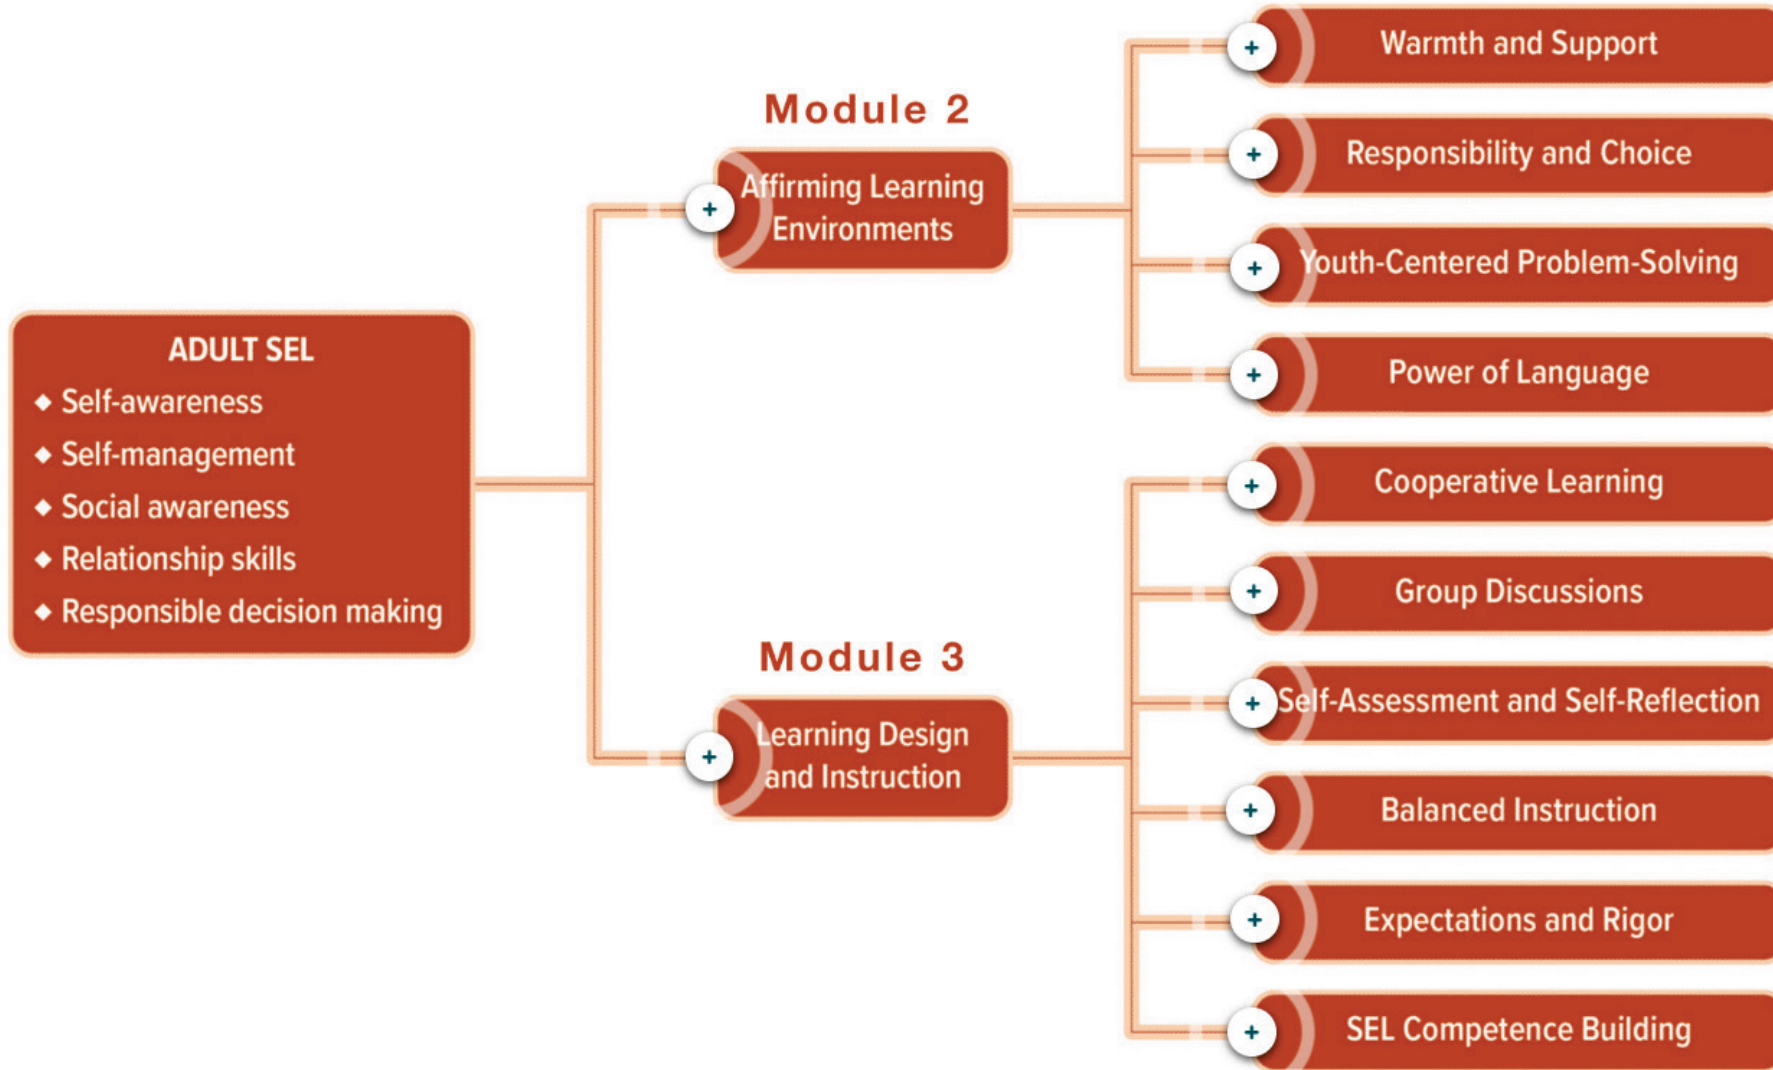 ADULT SEL
◆ Self-awareness
◆ Self-management
◆ Social awareness
◆ Relationship skills
◆ Responsible decision making
Module 2
+
Affirming Learning
Environments
+
Warmth and Support
+
Responsibility and Choice
+
Youth-Centered Problem-Solving
+
Power of Language
Module 3
+
Learning Design
and Instruction
+
Cooperative Learning
+
Group Discussions
+
Self-Assessment and Self-Reflection
+
Balanced Instruction
+
Expectations and Rigor
+
SEL Competence Building